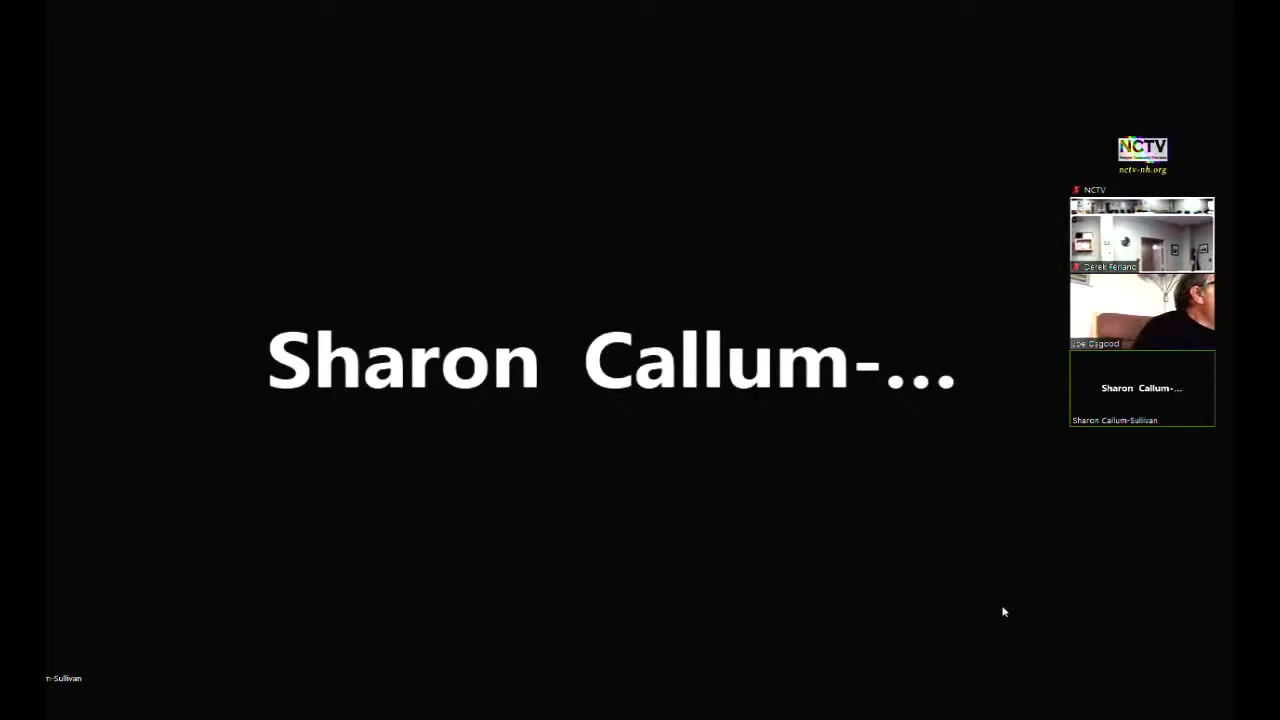 NCTV
nctv-nh.org
NCTV
Derek Ferland
Joe Osgood
Sharon Callum-...
Sharon Callum-...
Sharon Callum-Sullivan
m-Sullivan